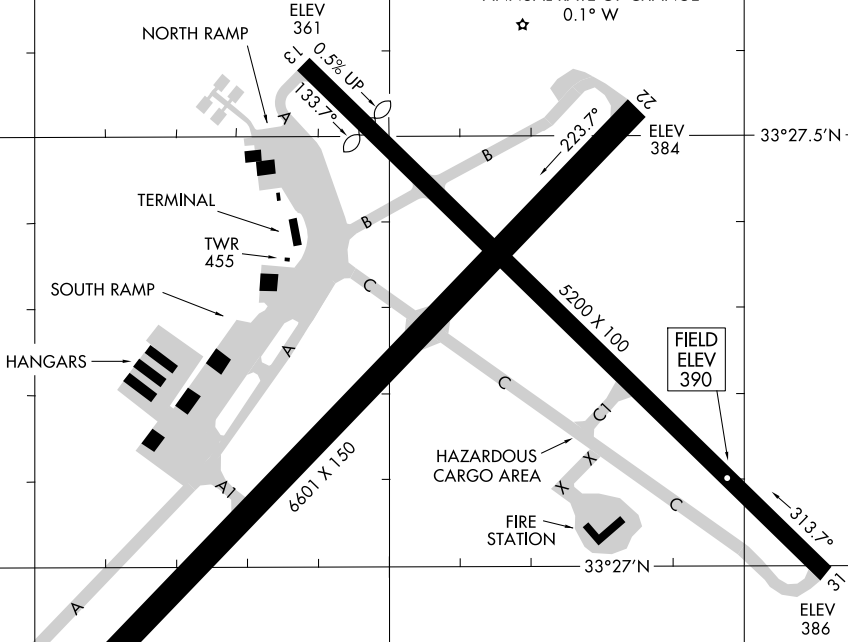 ELEV
361
0.1° W
NORTH RAMP
13
0.5% UP
133.7°
A
22
223.7°
ELEV
384
33°27.5'N
B
TERMINAL
B
TWR
455
C
SOUTH RAMP
5200 X 100
FIELD
ELEV
390
HANGARS
A
C
C1
HAZARDOUS
CARGO AREA
X
X
6601 X 150
A1
C
FIRE
STATION
313.7°
33°27'N
31
A
ELEV
386